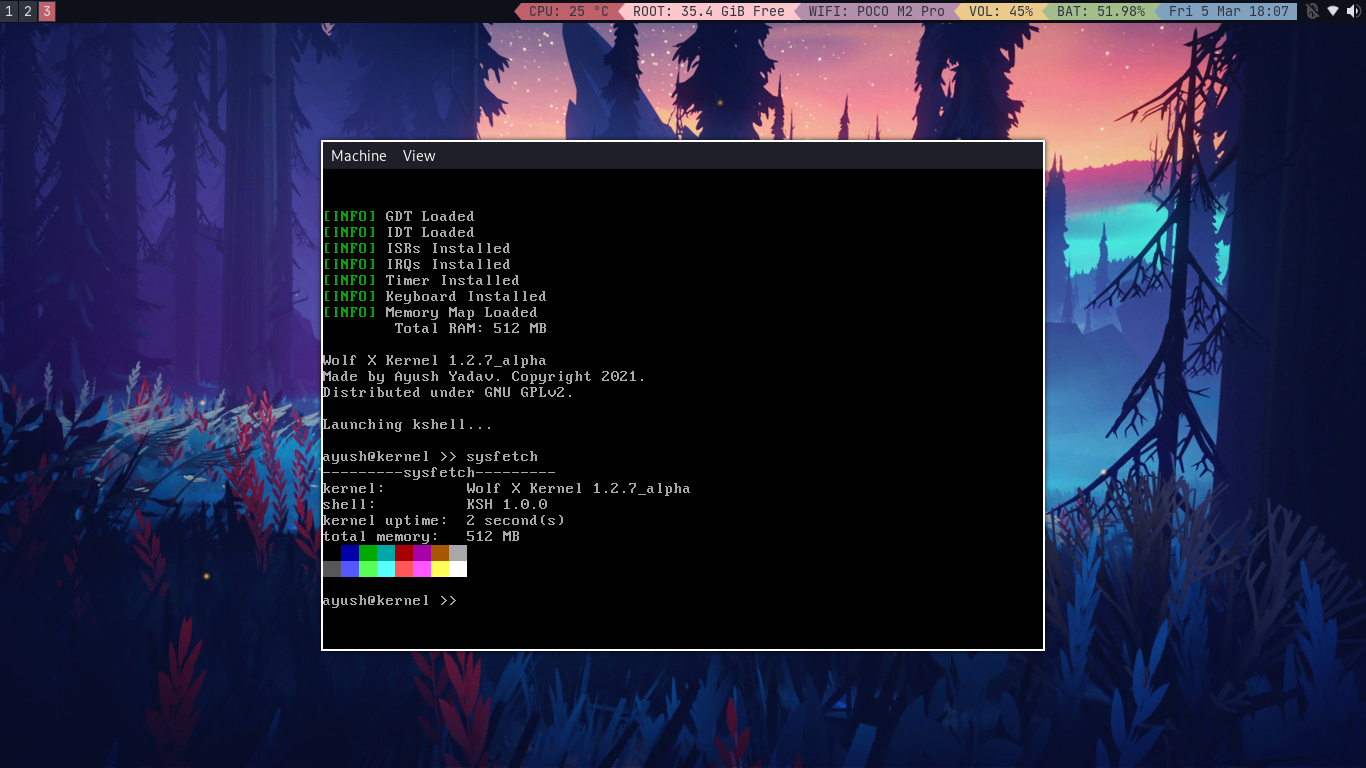 1 2 3 CPU: 25 °C ROOT: 35.4 GiB Free WIFI: POCO M2 Pro VOL: 45% BAT: 51.98% Fri 5 Mar 18:07
Machine View
[INFO] GDT Loaded
[INFO] IDT Loaded
[INFO] ISRs Installed
[INFO] IRQs Installed
[INFO] Timer Installed
[INFO] Keyboard Installed
[INFO] Memory Map Loaded
Total RAM: 512 MB
Wolf X Kernel 1.2.7_alpha
Made by Ayush Yadav. Copyright 2021.
Distributed under GNU GPLv2.
Launching kshell...
ayush@kernel >> sysfetch
---------sysfetch---------
kernel: Wolf X Kernel 1.2.7_alpha
shell: KSH 1.0.0
kernel uptime: 2 second(s)
total memory: 512 MB
ayush@kernel >>